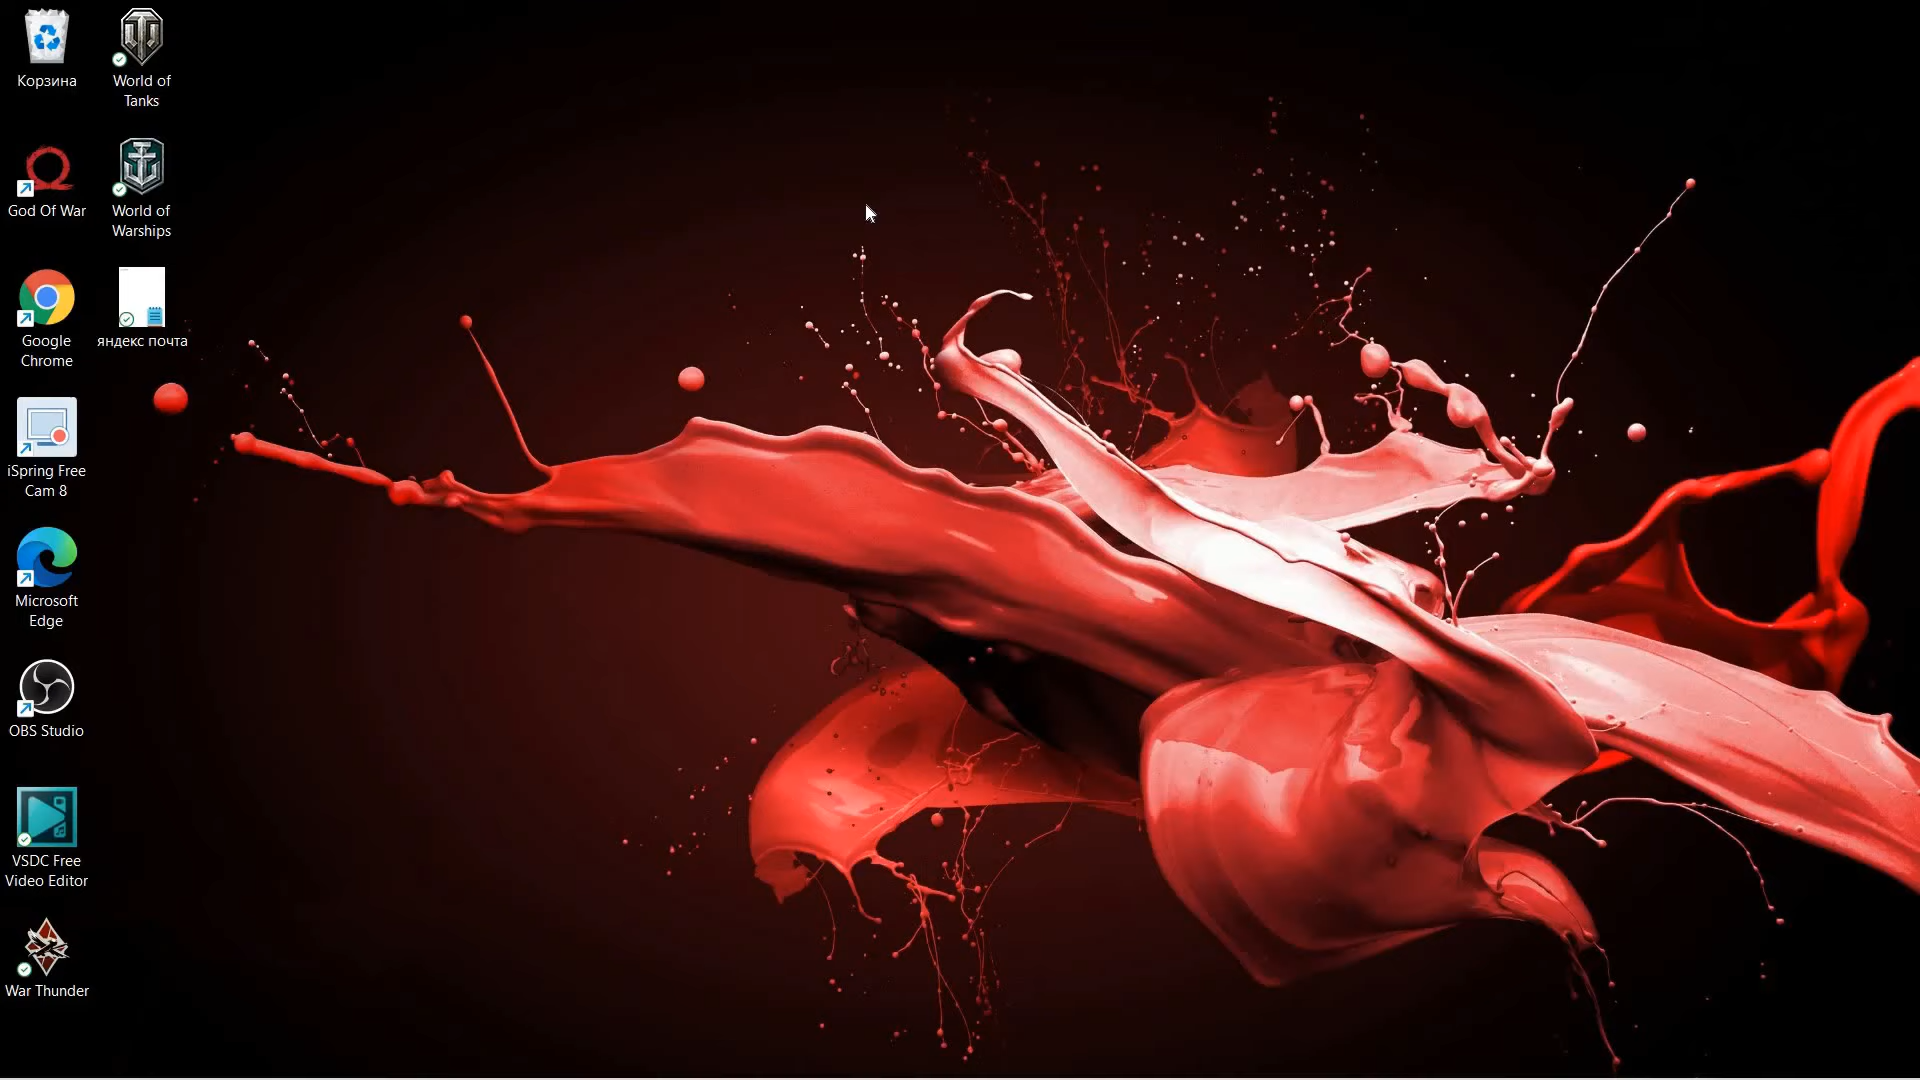 Корзина
World of
Tanks
God Of War
World of
Warships
Google
Chrome
яндекс почта
iSpring Free
Cam 8
Microsoft
Edge
OBS Studio
VSDC Free
Video Editor
War Thunder